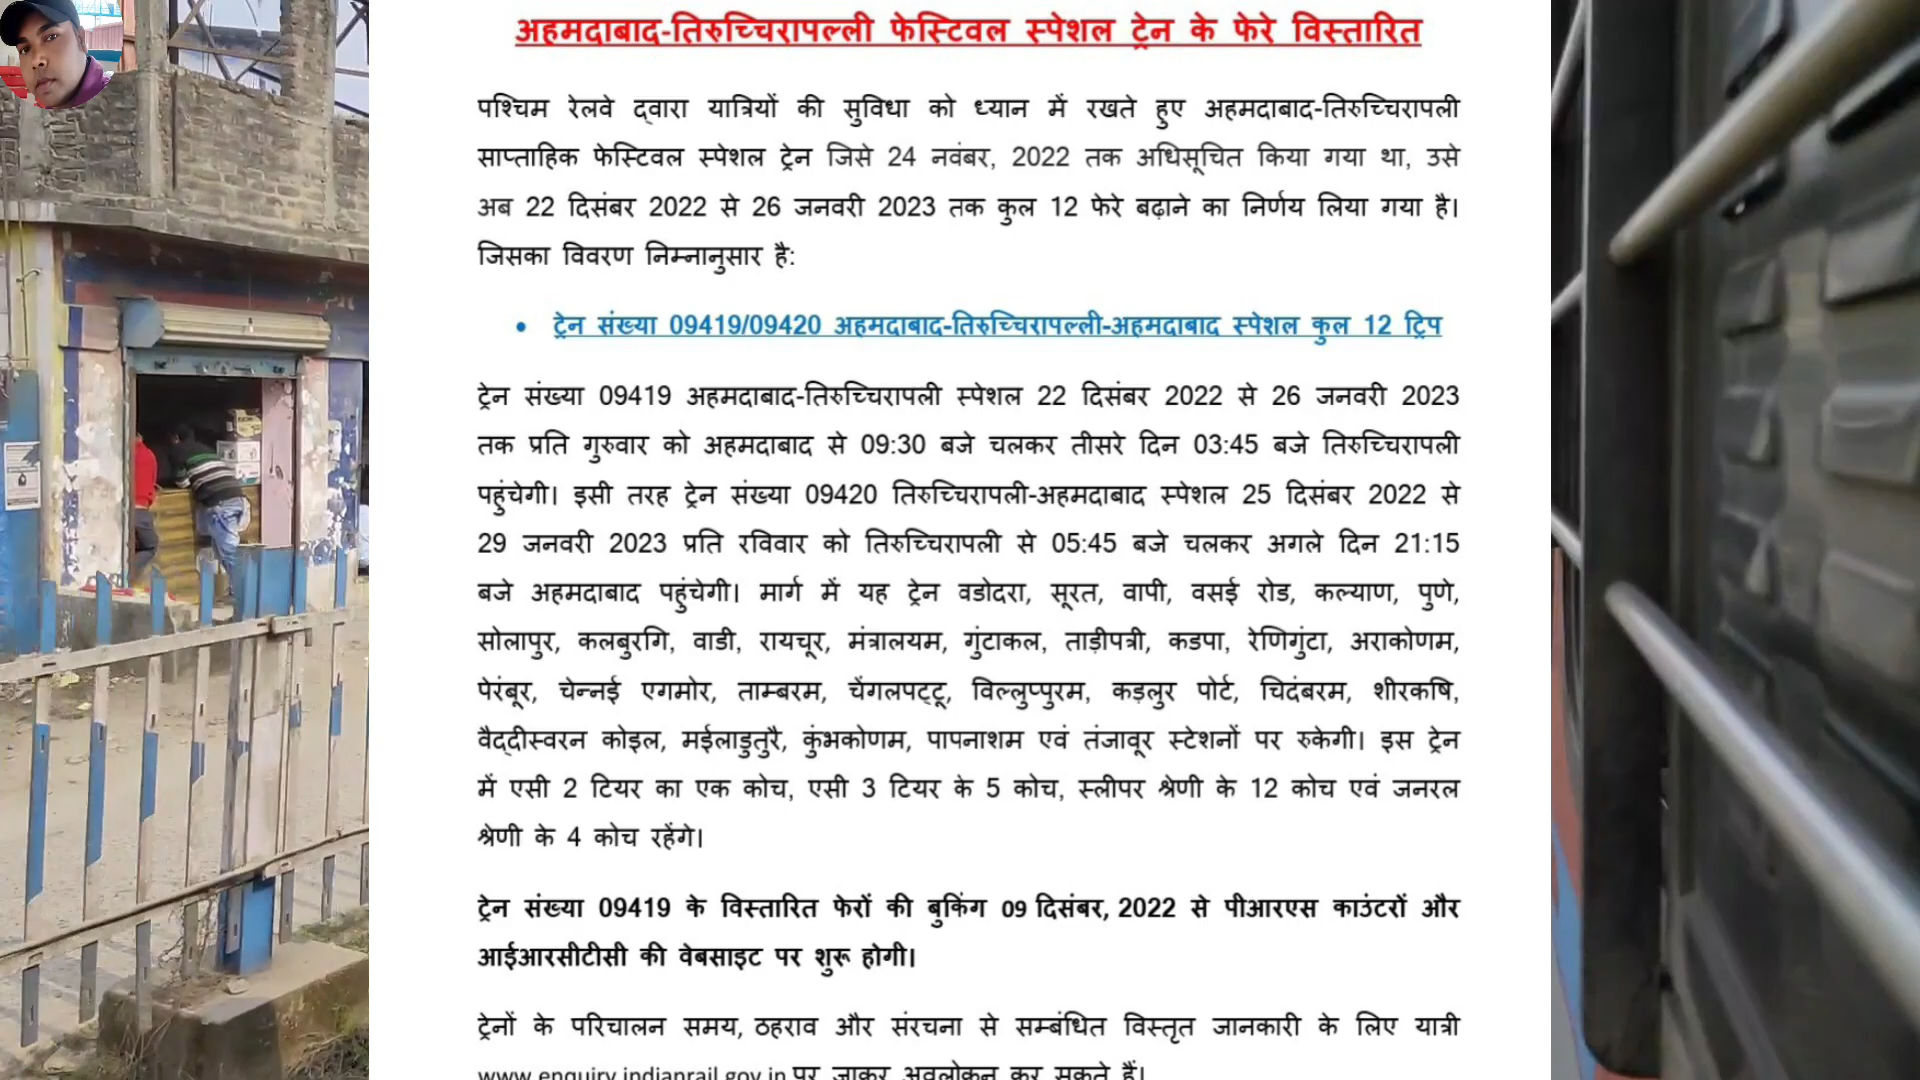 अहमदाबाद-तिरुच्चिरापल्ली फेस्टिवल स्पेशल ट्रेन के फेरे विस्तारित
पश्चिम रेलवे द्वारा यात्रियों की सुविधा को ध्यान में रखते हुए अहमदाबाद-तिरुच्चिरापली
साप्ताहिक फेस्टिवल स्पेशल ट्रेन जिसे 24 नवंबर, 2022 तक अधिसूचित किया गया था, उसे
अब 22 दिसंबर 2022 से 26 जनवरी 2023 तक कुल 12 फेरे बढ़ाने का निर्णय लिया गया है।
जिसका विवरण निम्नानुसार है:
• ट्रेन संख्या 09419/09420 अहमदाबाद-तिरुच्चिरापल्ली-अहमदाबाद स्पेशल कुल 12 ट्रिप
ट्रेन संख्या 09419 अहमदाबाद-तिरुच्चिरापली स्पेशल 22 दिसंबर 2022 से 26 जनवरी 2023
तक प्रति गुरुवार को अहमदाबाद से 09:30 बजे चलकर तीसरे दिन 03:45 बजे तिरुच्चिरापली
पहुंचेगी। इसी तरह ट्रेन संख्या 09420 तिरुच्चिरापली-अहमदाबाद स्पेशल 25 दिसंबर 2022 से
29 जनवरी 2023 प्रति रविवार को तिरुच्चिरापली से 05:45 बजे चलकर अगले दिन 21:15
बजे अहमदाबाद पहुंचेगी। मार्ग में यह ट्रेन वडोदरा, सूरत, वापी, वसई रोड, कल्याण, पुणे,
सोलापुर, कलबुरगि, वाडी, रायचूर, मंत्रालयम, गुंटाकल, ताड़ीपत्री, कडपा, रेणिगुंटा, अराकोणम,
पेरंबूर, चेन्नई एगमोर, ताम्बरम, चेंगलपट्टू, विल्लुप्पुरम, कड़लुर पोर्ट, चिदंबरम, शीरकषि,
वैद्दीस्वरन कोइल, मईलाडुतुरै, कुंभकोणम, पापनाशम एवं तंजावूर स्टेशनों पर रुकेगी। इस ट्रेन
में एसी 2 टियर का एक कोच, एसी 3 टियर के 5 कोच, स्लीपर श्रेणी के 12 कोच एवं जनरल
श्रेणी के 4 कोच रहेंगे।
ट्रेन संख्या 09419 के विस्तारित फेरों की बुकिंग 09 दिसंबर, 2022 से पीआरएस काउंटरों और
आईआरसीटीसी की वेबसाइट पर शुरू होगी।
ट्रेनों के परिचालन समय, ठहराव और संरचना से सम्बंधित विस्तृत जानकारी के लिए यात्री
www.enquiry.indianrail.gov.in पर जाकर अवलोकन कर सकते हैं।